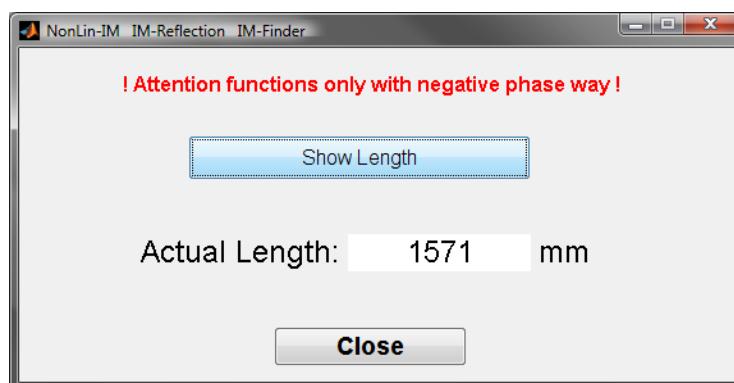 NonLin-IM IM-Reflection IM-Finder
! Attention functions only with negative phase way !
Show Length
Actual Length: 1571 mm
Close